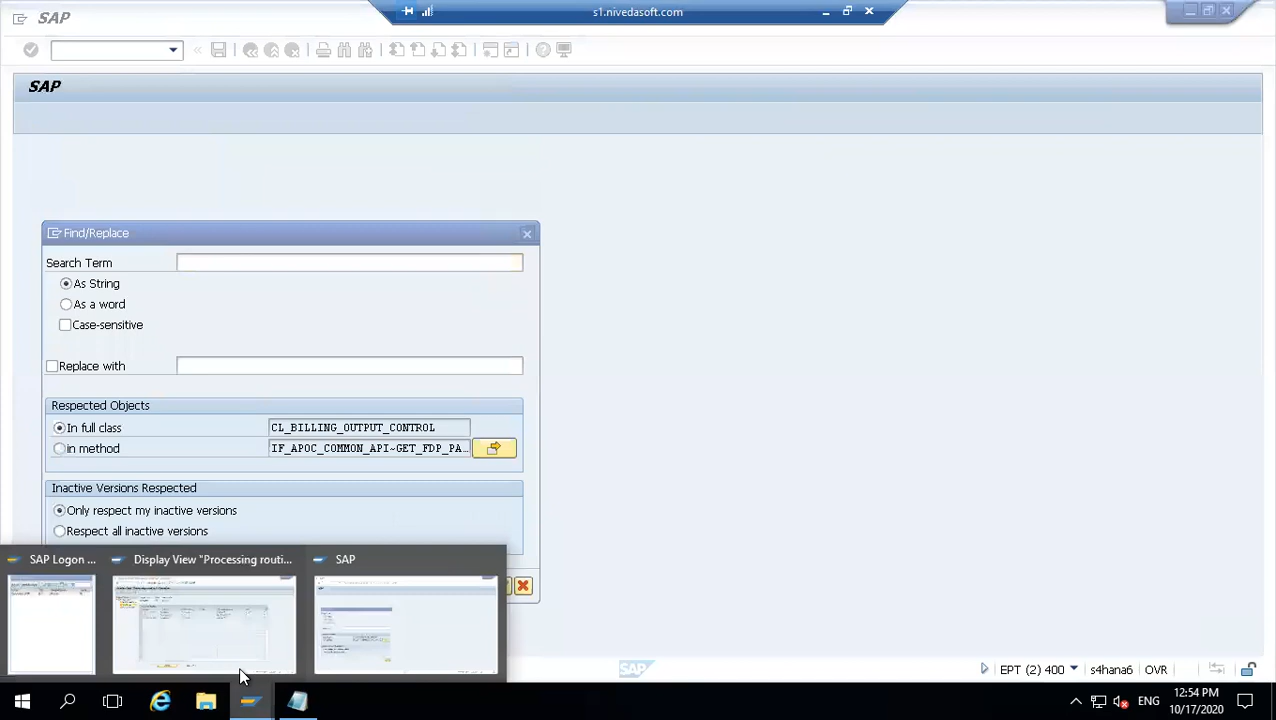 SAP
s1.nivedasoft.com
SAP
Find/Replace
Search Term
As String
As a word
Case-sensitive
Replace with
Respected Objects
In full class CL_BILLING_OUTPUT_CONTROL
in method IF_APOC_COMMON_API~GET_FDP_PA...
Inactive Versions Respected
Only respect my inactive versions
Respect all inactive versions
SAP Logon ... Display View "Processing routi... SAP
SAP EPT (2) 400 s4hana6 OVR
ENG 12:54 PM
10/17/2020